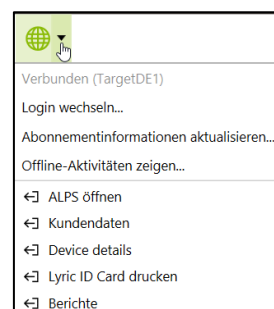 Verbunden (TargetDE1)
Login wechseln...
Abonnementinformationen aktualisieren...
Offline-Aktivitäten zeigen...
ALPS öffnen
Kundendaten
Device details
Lyric ID Card drucken
Berichte